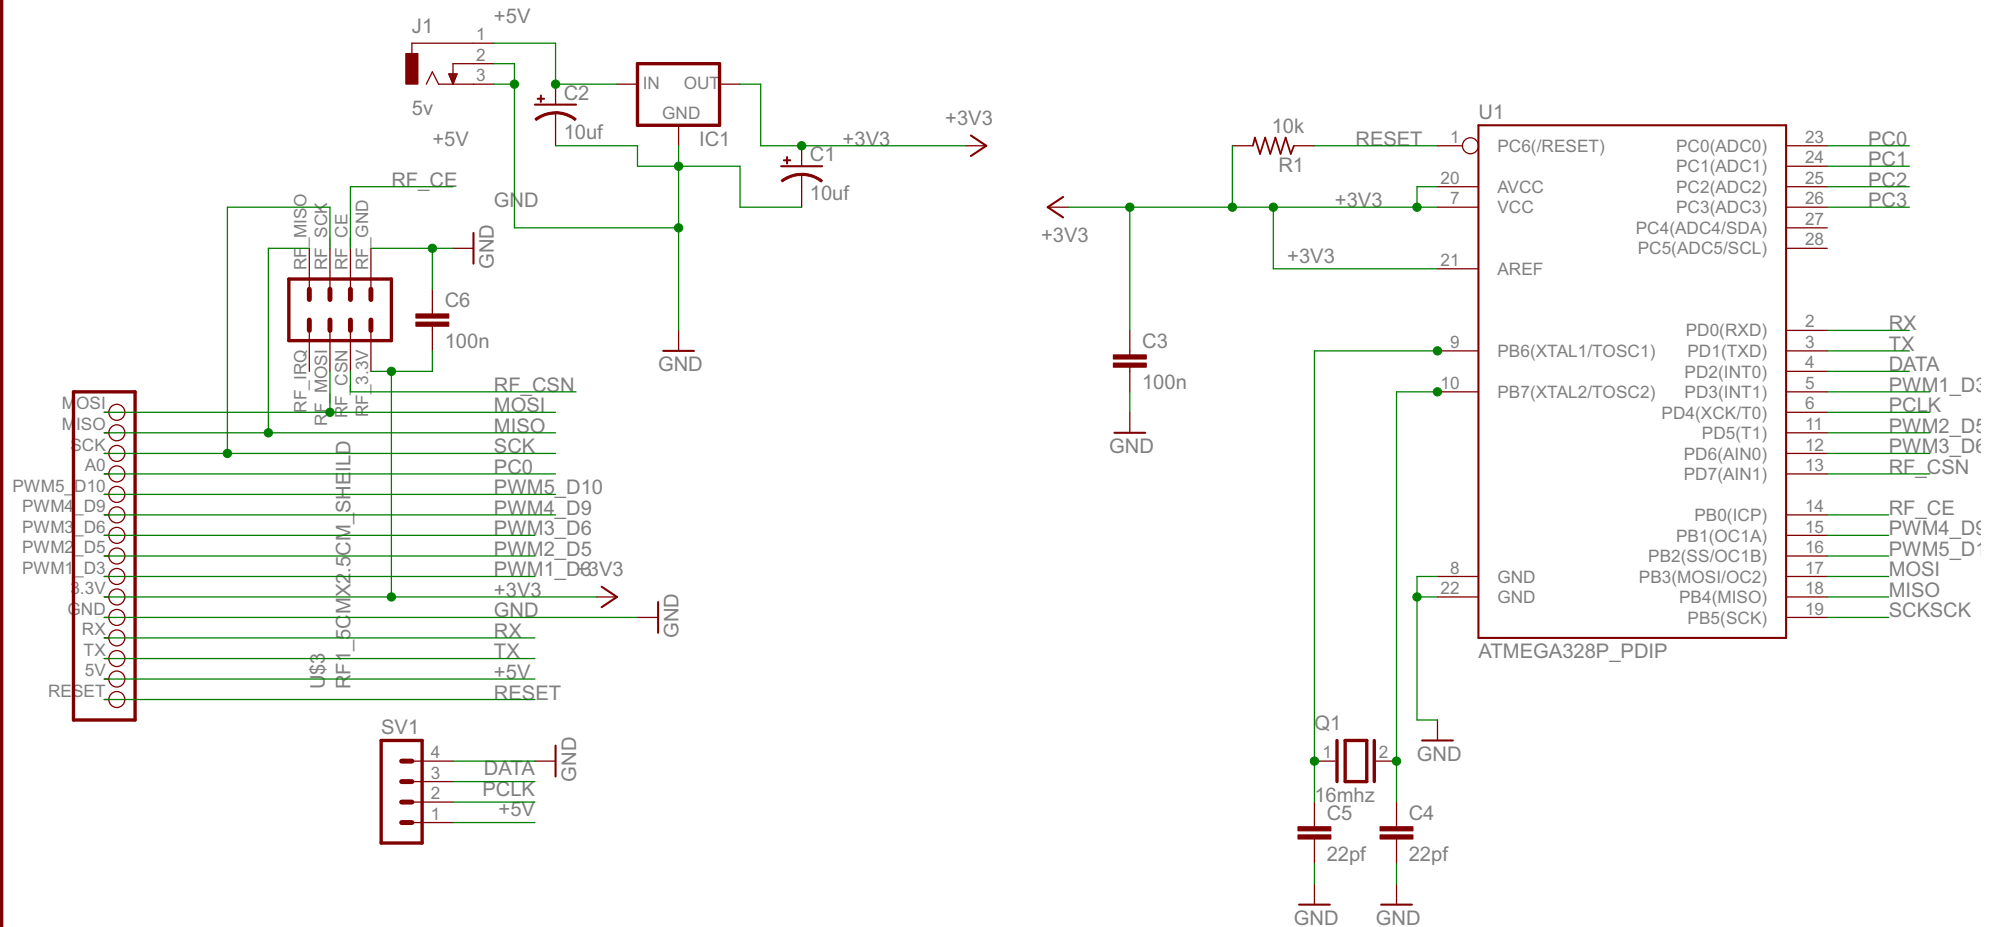 J1
+5V
1
2
3
5v
+5V
C2
10uf
IN
OUT
GND
IC1
C1
10uf
+3V3
+3V3
GND
GND
RF_CE
RF_MISO
RF_SCK
RF_CE
RF_GND
GND
C6
100n
RF_IRQ
RF_MOSI
RF_CSN
RF_3.3V
RF_CSN
MOSI
MISO
SCK
A0
PWM5_D10
PWM4_D9
PWM3_D6
PWM2_D5
PWM1_D3
3.3V
GND
RX
TX
5V
RESET
MOSI
MISO
SCK
PC0
PWM5_D10
PWM4_D9
PWM3_D6
PWM2_D5
PWM1_D3
+3V3
+3V3
GND
RX
TX
+5V
RESET
GND
U$3
RF1_5CMX2.5CM_SHEILD
SV1
4
3
2
1
DATA
PCLK
+5V
GND
+3V3
10k
R1
RESET
+3V3
+3V3
C3
100n
GND
U1
1
20
7
21
9
10
8
22
PC6(/RESET)
AVCC
VCC
AREF
PB6(XTAL1/TOSC1)
PB7(XTAL2/TOSC2)
GND
GND
PC0(ADC0) 23 PC0
PC1(ADC1) 24 PC1
PC2(ADC2) 25 PC2
PC3(ADC3) 26 PC3
PC4(ADC4/SDA) 27
PC5(ADC5/SCL) 28
PD0(RXD) 2 RX
PD1(TXD) 3 TX
PD2(INT0) 4 DATA
PD3(INT1) 5 PWM1_D3
PD4(XCK/T0) 6 PCLK
PD5(T1) 11 PWM2_D5
PD6(AIN0) 12 PWM3_D6
PD7(AIN1) 13 RF_CSN
PB0(ICP) 14 RF_CE
PB1(OC1A) 15 PWM4_D9
PB2(SS/OC1B) 16 PWM5_D1
PB3(MOSI/OC2) 17 MOSI
PB4(MISO) 18 MISO
PB5(SCK) 19 SCKSCK
ATMEGA328P_PDIP
GND
Q1
1
2
16mhz
C5
22pf
C4
22pf
GND
GND